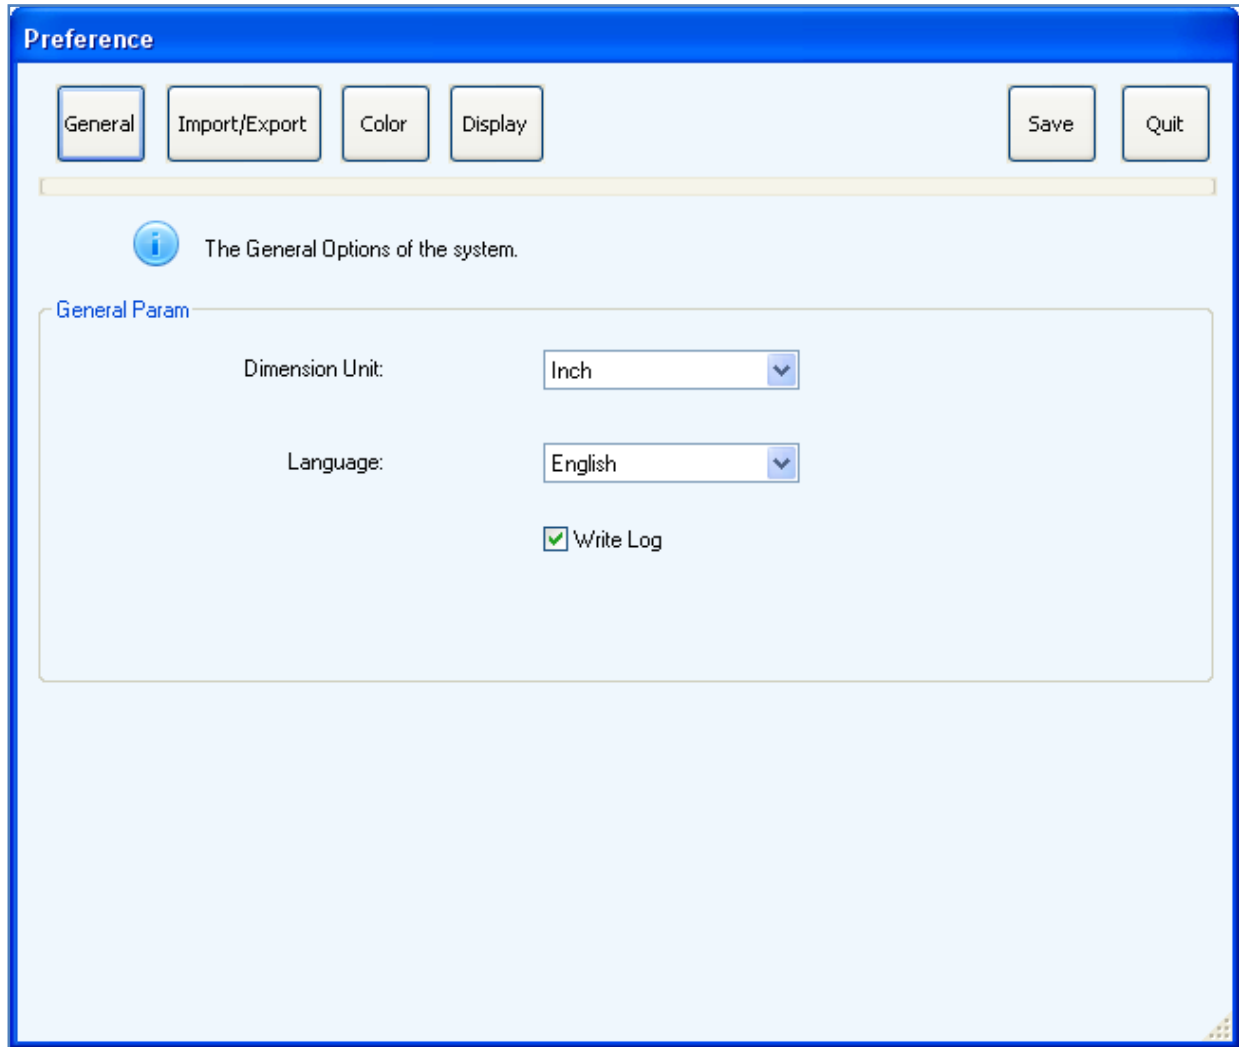 Preference
General Import/Export Color Display Save Quit
The General Options of the system.
General Param
Dimension Unit: Inch
Language: English
Write Log